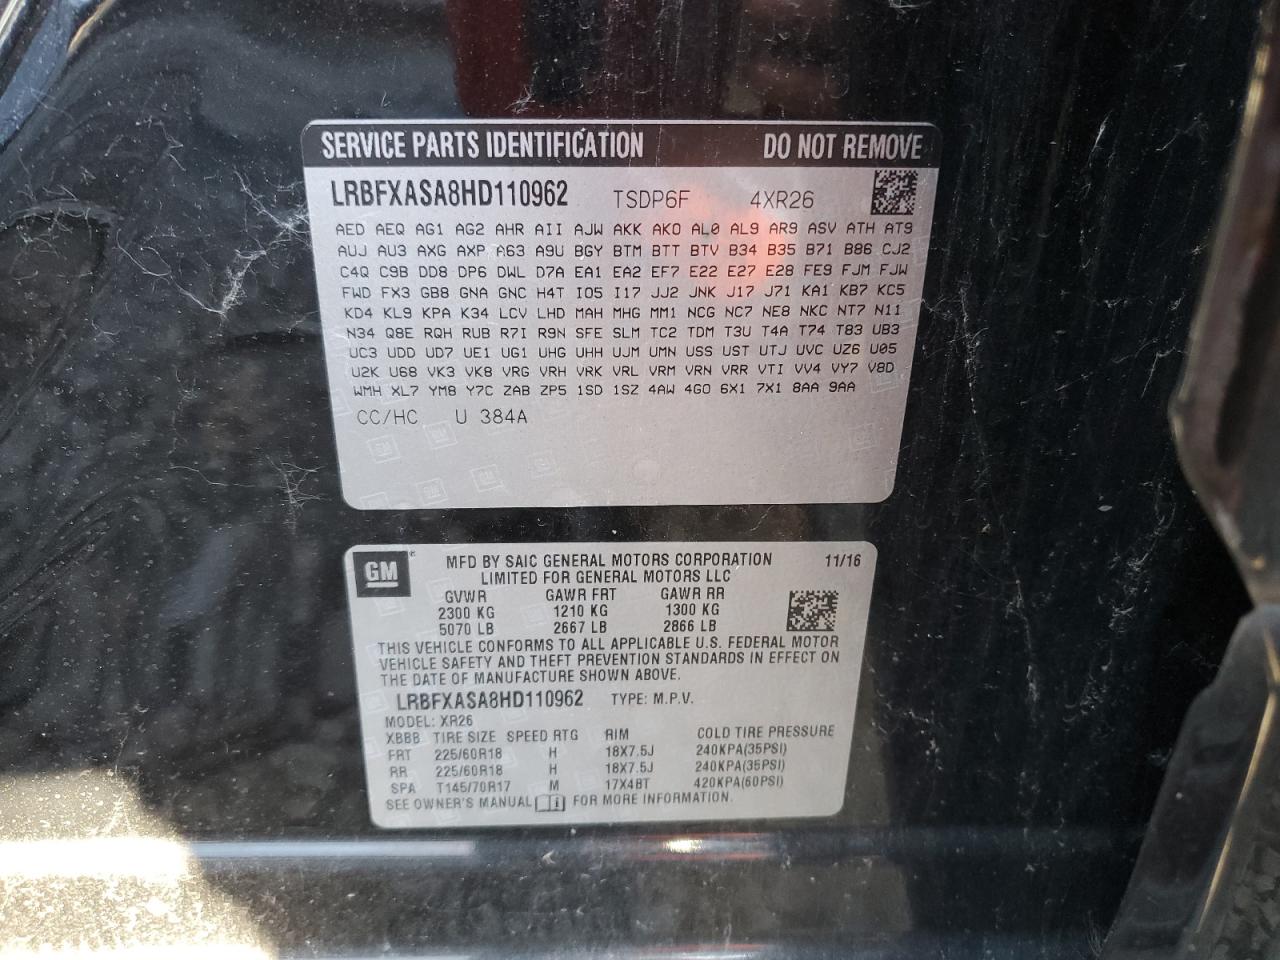 SERVICE PARTS IDENTIFICATION DO NOT REMOVE
LRBFXASA8HD110962 TSDP6F 4XR26
AED AEQ AG1 AG2 AHR AII AJW AKK AKO AL0 AL9 AR9 ASV ATH AT9
AUJ AU3 AXG AXP A63 A9U BGY BTM BTT BTV B34 B35 B71 B86 CJ2
C4Q C9B DD8 DP6 DWL D7A EA1 EA2 EF7 E22 E27 E28 FE9 FJM FJW
FWD FX3 GB8 GNA GNC H4T I05 I17 JJ2 JNK J17 J71 KA1 KB7 KC5
KD4 KL9 KPA K34 LCV LHD MAH MHG MM1 NCG NC7 NE8 NKC NT7 N11
N34 Q8E RQH RUB R7I R9N SFE SLM TC2 TDM T3U T4A T74 T83 UB3
UC3 UDD UD7 UE1 UG1 UHG UHH UJM UMN USS UST UTJ UVC UZ6 U05
U2K U68 VK3 VK8 VRG VRH VRK VRL VRM VRN VRR VTI VV4 VY7 V8D
WMH XL7 YM8 Y7C ZAB ZP5 1SD 1SZ 4AW 4G0 6X1 7X1 8AA 9AA
CC/HC U 384A
GM
MFD BY SAIC GENERAL MOTORS CORPORATION 11/16
LIMITED FOR GENERAL MOTORS LLC
GVWR GAWR FRT GAWR RR
2300 KG 1210 KG 1300 KG
5070 LB 2667 LB 2866 LB
THIS VEHICLE CONFORMS TO ALL APPLICABLE U.S. FEDERAL MOTOR
VEHICLE SAFETY AND THEFT PREVENTION STANDARDS IN EFFECT ON
THE DATE OF MANUFACTURE SHOWN ABOVE.
LRBFXASA8HD110962 TYPE: M.P.V.
MODEL: XR26
XBBB TIRE SIZE SPEED RTG RIM COLD TIRE PRESSURE
FRT 225/60R18 H 18X7.5J 240KPA(35PSI)
RR 225/60R18 H 18X7.5J 240KPA(35PSI)
SPA T145/70R17 M 17X4BT 420KPA(60PSI)
SEE OWNER'S MANUAL FOR MORE INFORMATION.